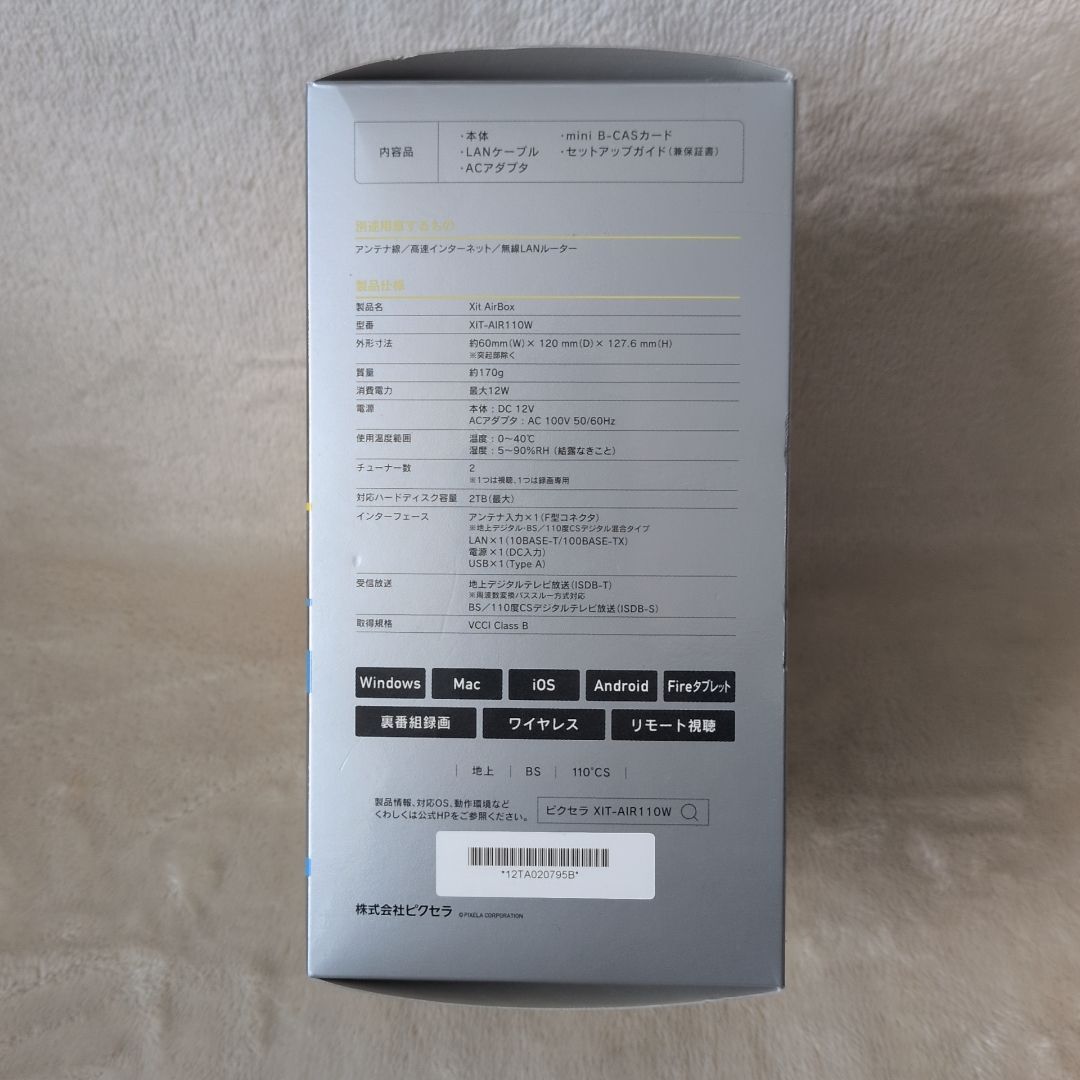 内容品
・本体
・LANケーブル
・ACアダプタ
・mini B-CASカード
・セットアップガイド(兼保証書)
別途用意するもの
アンテナ線/高速インターネット/無線LANルーター
製品仕様
製品名 Xit AirBox
型番 XIT-AIR110W
外形寸法 約60mm(W)× 120 mm(D)× 127.6 mm(H)
※突起部除く
質量 約170g
消費電力 最大12W
電源 本体:DC 12V
ACアダプタ:AC 100V 50/60Hz
使用温度範囲 温度:0〜40℃
湿度:5〜90%RH (結露なきこと)
チューナー数 2
※1つは視聴、1つは録画専用
対応ハードディスク容量 2TB(最大)
インターフェース アンテナ入力×1(F型コネクタ)
※地上デジタル・BS/110度CSデジタル混合タイプ
LAN×1(10BASE-T/100BASE-TX)
電源×1(DC入力)
USB×1(Type A)
受信放送 地上デジタルテレビ放送(ISDB-T)
※周波数変換パススルー方式対応
BS/110度CSデジタルテレビ放送(ISDB-S)
取得規格 VCCI Class B
Windows Mac iOS Android Fireタブレット
裏番組録画 ワイヤレス リモート視聴
地上 | BS | 110°CS
製品情報、対応OS、動作環境など
くわしくは公式HPをご参照ください。
ピクセラ XIT-AIR110W
*12TA020795B*
株式会社ピクセラ ©PIXELA CORPORATION